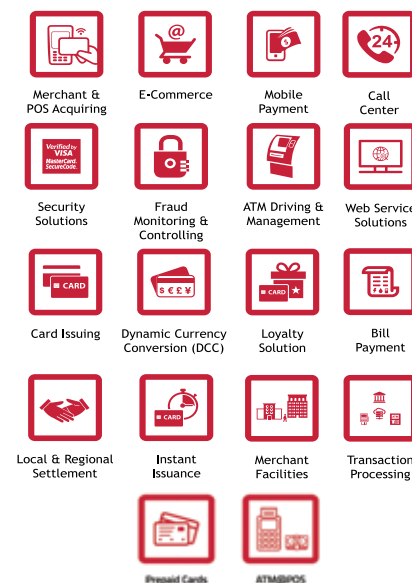 @
24
Merchant &
POS Acquiring
E-Commerce
Mobile
Payment
Call
Center
Verified by
VISA
MasterCard.
SecureCode.
Security
Solutions
Fraud
Monitoring &
Controlling
ATM Driving &
Management
Web Service
Solutions
CARD
$ € £ ¥
CARD
Card Issuing
Dynamic Currency
Conversion (DCC)
Loyalty
Solution
Bill
Payment
CARD
Local & Regional
Settlement
Instant
Issuance
Merchant
Facilities
Transaction
Processing
Prepaid Cards
ATM@POS